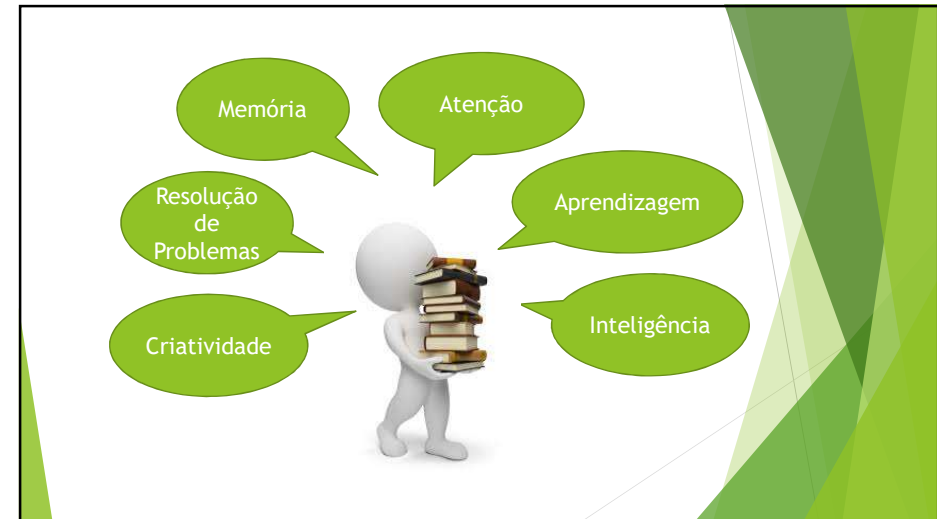 Memória
Atenção
Resolução
de
Problemas
Aprendizagem
Criatividade
Inteligência